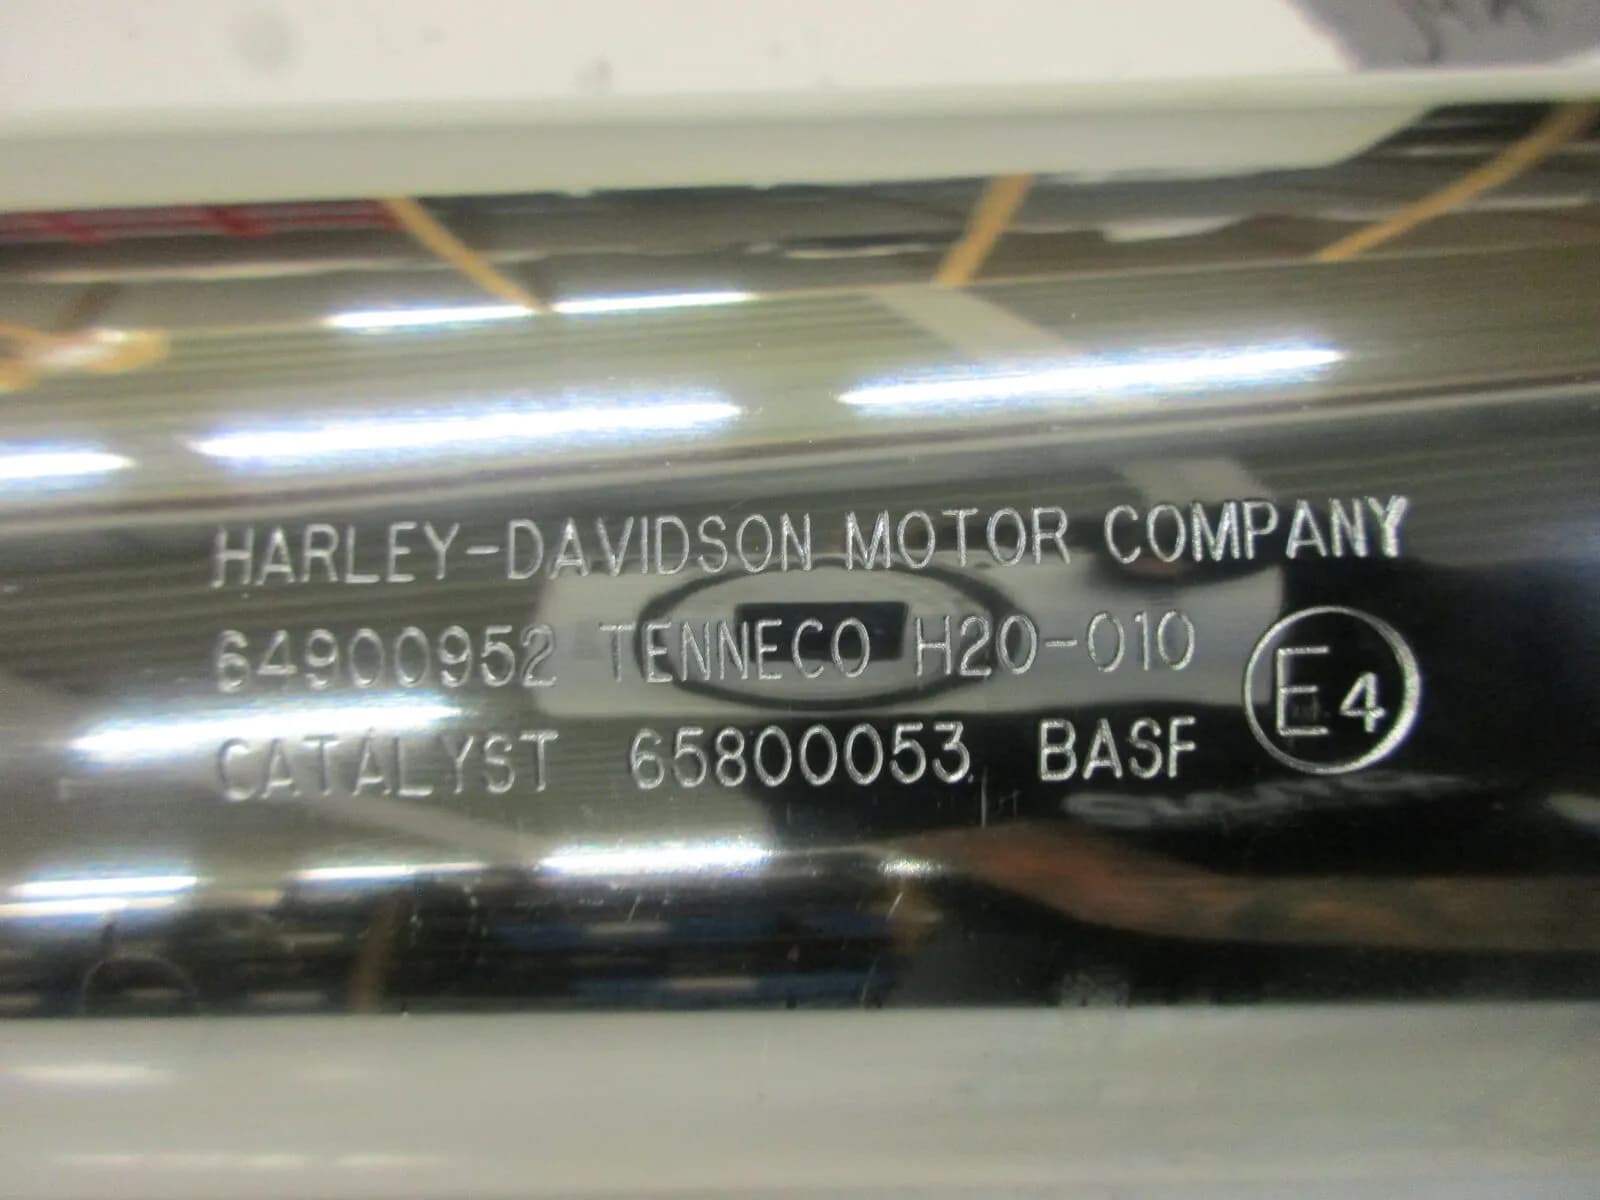 HARLEY-DAVIDSON MOTOR COMPANY
64900952 TENNECO H20-010
E4
CATALYST 65800053 BASF